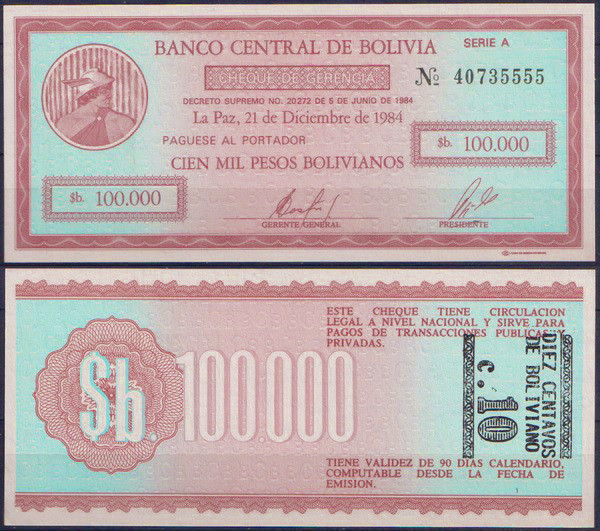 BANCO CENTRAL DE BOLIVIA
SERIE A
CHEQUE DE GERENCIA
Nº 40735555
DECRETO SUPREMO NO. 20272 DE 5 DE JUNIO DE 1984
La Paz, 21 de Diciembre de 1984
PAGUESE AL PORTADOR
$b. 100.000
CIEN MIL PESOS BOLIVIANOS
$b. 100.000
GERENTE GENERAL
PRESIDENTE
ESTE CHEQUE TIENE CIRCULACION
LEGAL A NIVEL NACIONAL Y SIRVE PARA
PAGOS DE TRANSACCIONES PUBLICAS Y
PRIVADAS.
$b. 100.000
DIEZ CENTAVOS
DE BOLIVIANO
c. 10
TIENE VALIDEZ DE 90 DIAS CALENDARIO,
COMPUTABLE DESDE LA FECHA DE
EMISION.